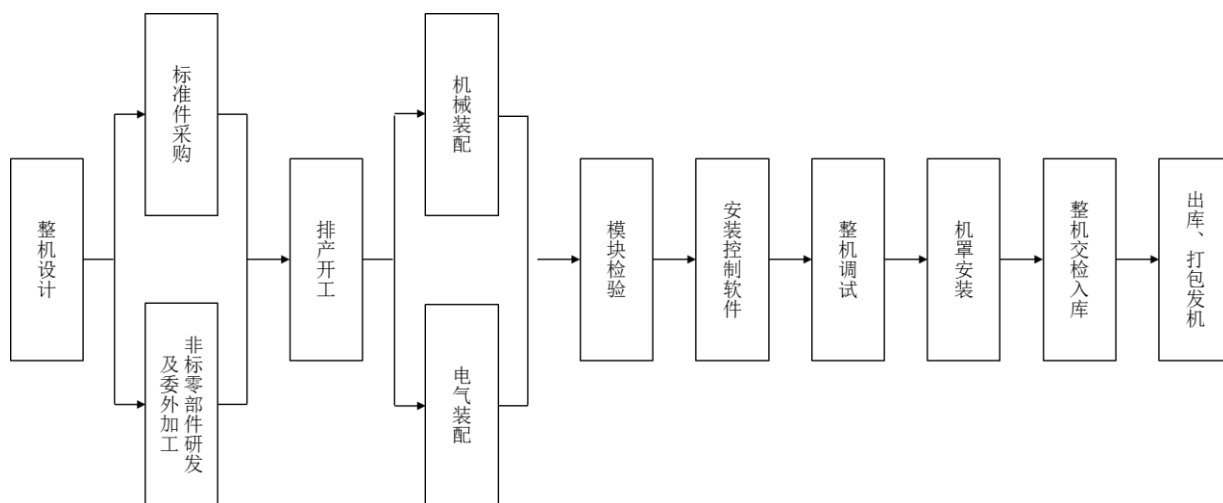 整机设计
标准件采购
非标零部件研发
及委外加工
排产开工
机械装配
电气装配
模块检验
安装控制软件
整机调试
机罩安装
整机交检入库
出库、打包发机